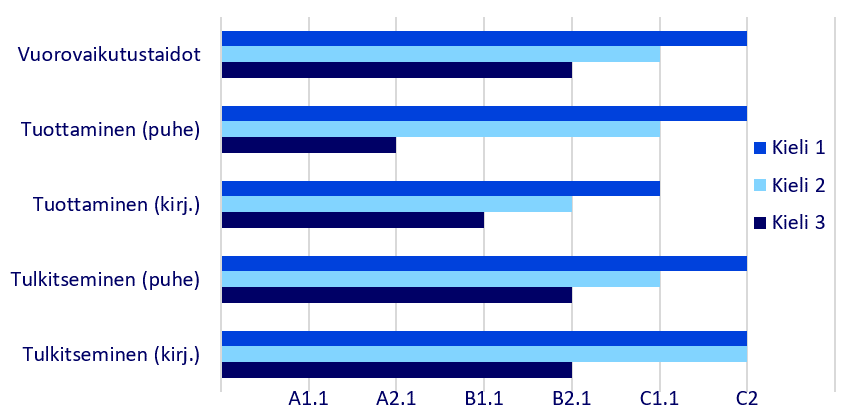 Vuorovaikutustaidot
Tuottaminen (puhe)
Tuottaminen (kirj.)
Tulkitseminen (puhe)
Tulkitseminen (kirj.)
Kieli 1
Kieli 2
Kieli 3
A1.1 A2.1 B1.1 B2.1 C1.1 C2